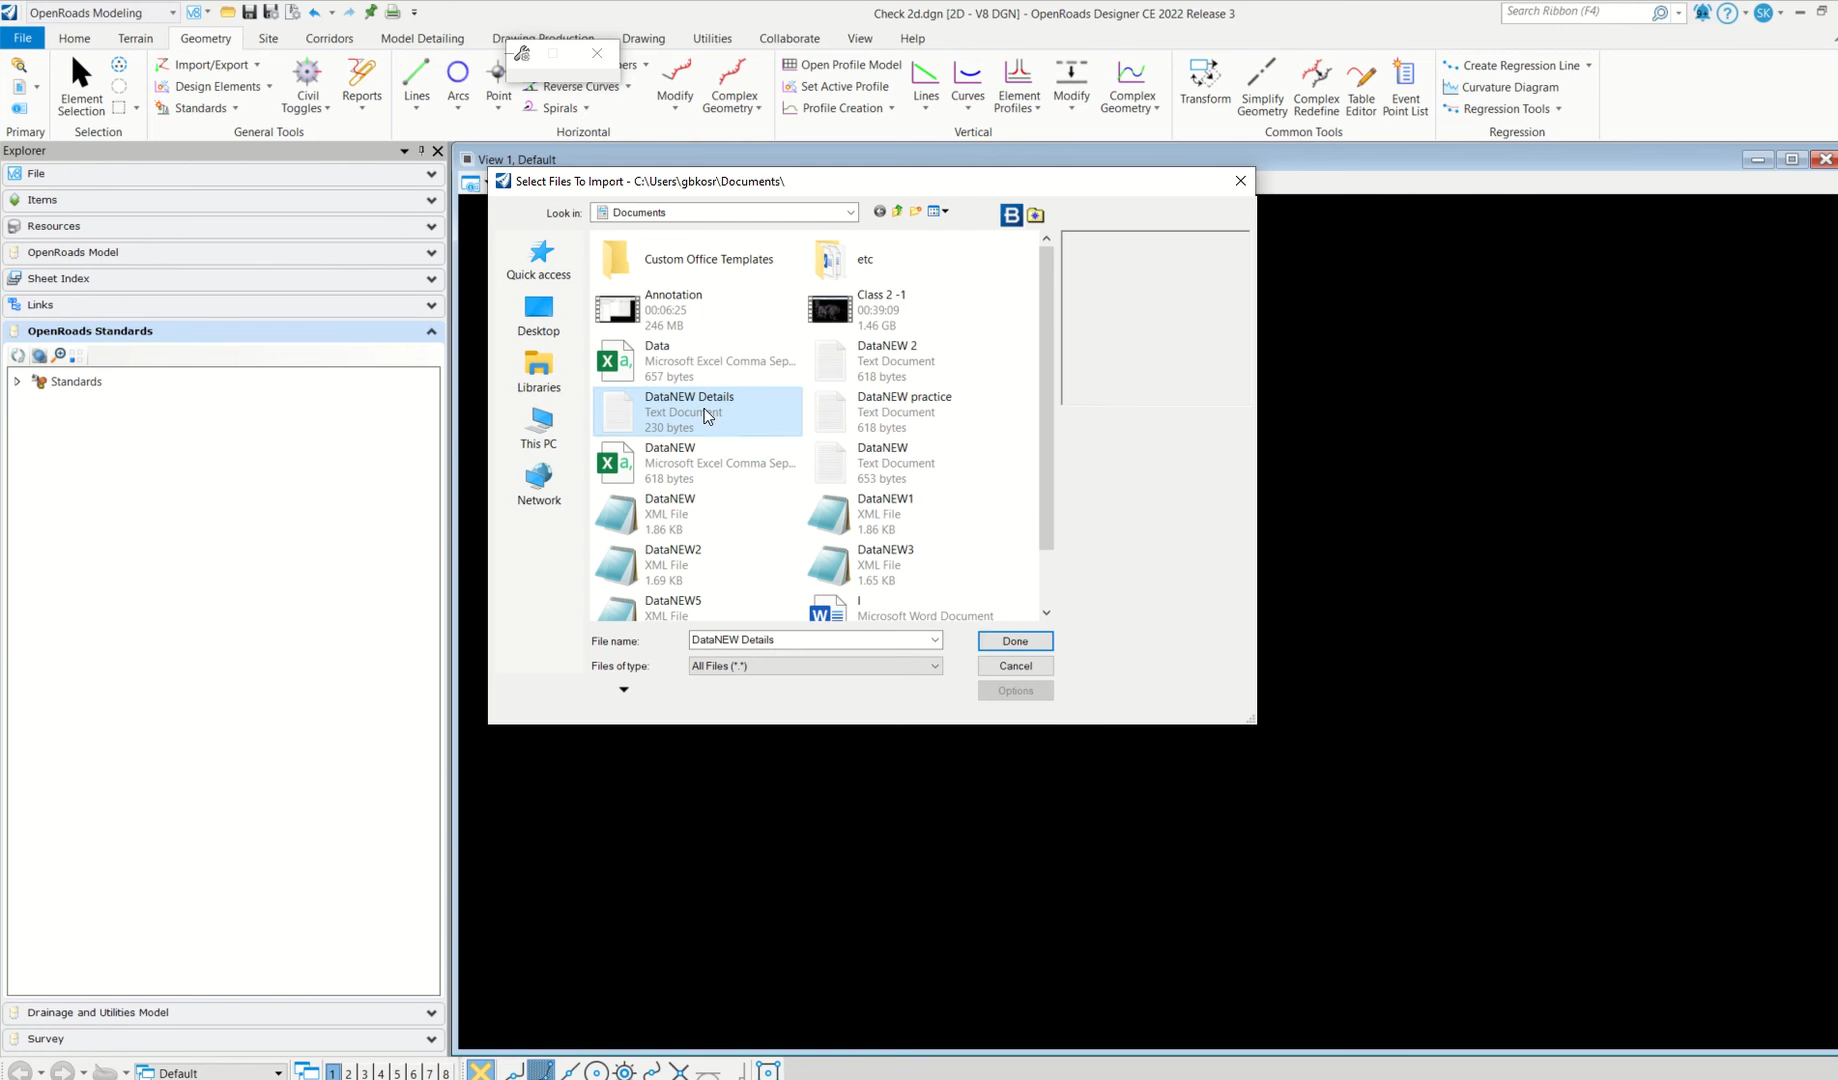 OpenRoads Modeling
Check 2d.dgn [2D - V8 DGN] - OpenRoads Designer CE 2022 Release 3
Search Ribbon (F4)
SK
File Home Terrain Geometry Site Corridors Model Detailing Drawing Production Drawing Utilities Collaborate View Help
Element
Selection
Primary
Selection
Import/Export
Design Elements
Standards
Civil
Toggles
Reports
General Tools
Lines
Arcs
Point
Reverse Curves
Spirals
Modify
Complex
Geometry
Horizontal
Open Profile Model
Set Active Profile
Profile Creation
Lines
Curves
Element
Profiles
Modify
Complex
Geometry
Vertical
Transform
Simplify
Geometry
Complex
Redefine
Table
Editor
Event
Point List
Common Tools
Create Regression Line
Curvature Diagram
Regression Tools
Regression
Explorer
File
Items
Resources
OpenRoads Model
Sheet Index
Links
OpenRoads Standards
Standards
Drainage and Utilities Model
Survey
View 1, Default
Select Files To Import - C:\Users\gbkosr\Documents\
Look in:
Documents
Quick access
Desktop
Libraries
This PC
Network
Custom Office Templates
etc
Annotation
00:06:25
246 MB
Class 2 -1
00:39:09
1.46 GB
Data
Microsoft Excel Comma Sep...
657 bytes
DataNEW 2
Text Document
618 bytes
DataNEW Details
Text Document
230 bytes
DataNEW practice
Text Document
618 bytes
DataNEW
Microsoft Excel Comma Sep...
618 bytes
DataNEW
Text Document
653 bytes
DataNEW
XML File
1.86 KB
DataNEW1
XML File
1.86 KB
DataNEW2
XML File
1.69 KB
DataNEW3
XML File
1.65 KB
DataNEW5
XML File
I
Microsoft Word Document
File name:
DataNEW Details
Done
Files of type:
All Files (*.*)
Cancel
Options
Default
1 2 3 4 5 6 7 8